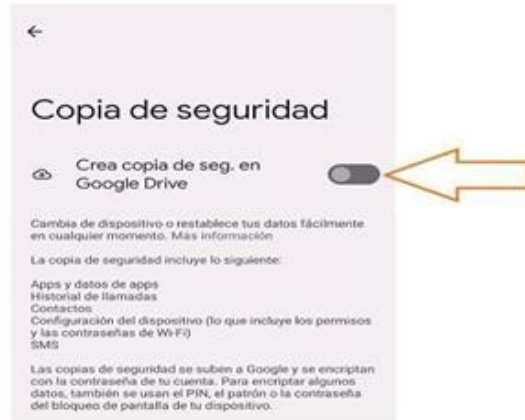 Copia de seguridad
Crea copia de seg. en
Google Drive
Cambia de dispositivo o restablece tus datos fácilmente
en cualquier momento. Más información
La copia de seguridad incluye lo siguiente:
Apps y datos de apps
Historial de llamadas
Contactos
Configuración del dispositivo (lo que incluye los permisos
y las contraseñas de Wi-Fi)
SMS
Las copias de seguridad se suben a Google y se encriptan
con la contraseña de tu cuenta. Para encriptar algunos
datos, también se usan el PIN, el patrón o la contraseña
del bloqueo de pantalla de tu dispositivo.